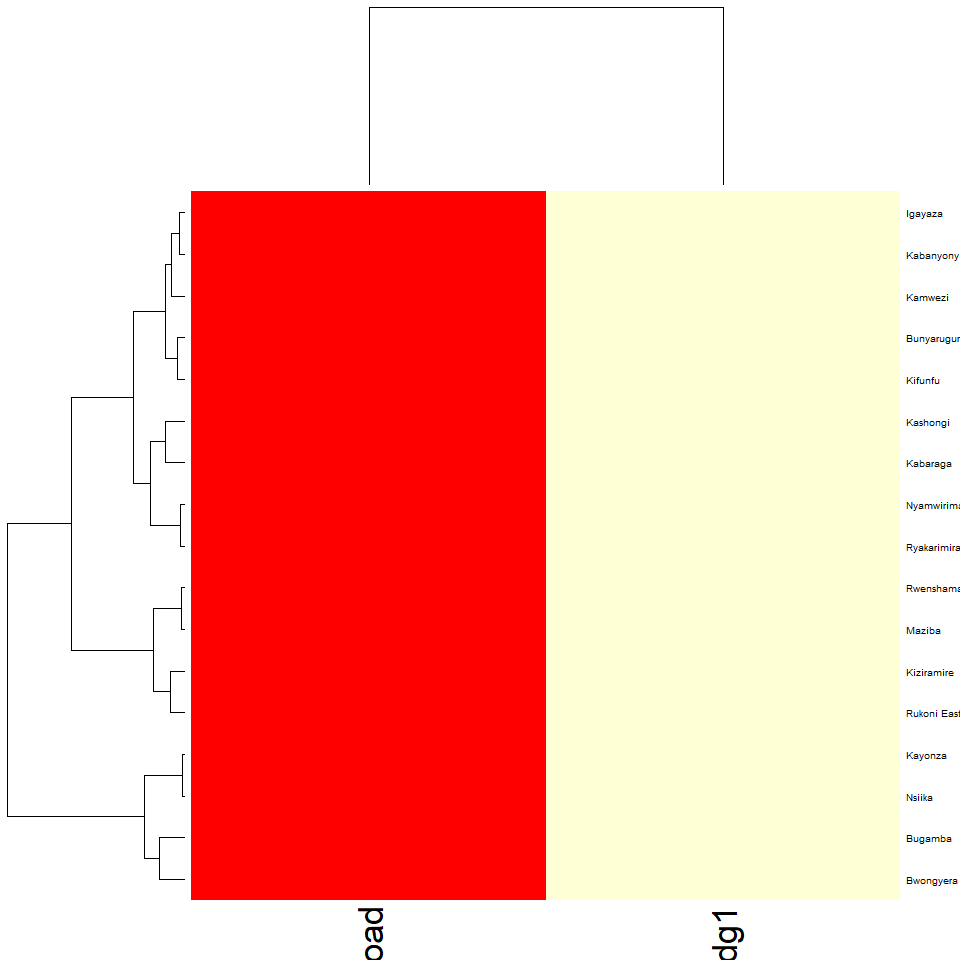 Igayaza
Kabanyony
Kamwezi
Bunyarugur
Kifunfu
Kashongi
Kabaraga
Nyamwirima
Ryakarimira
Rwenshama
Maziba
Kiziramire
Rukoni East
Kayonza
Nsiika
Bugamba
Bwongyera
oad
dg1